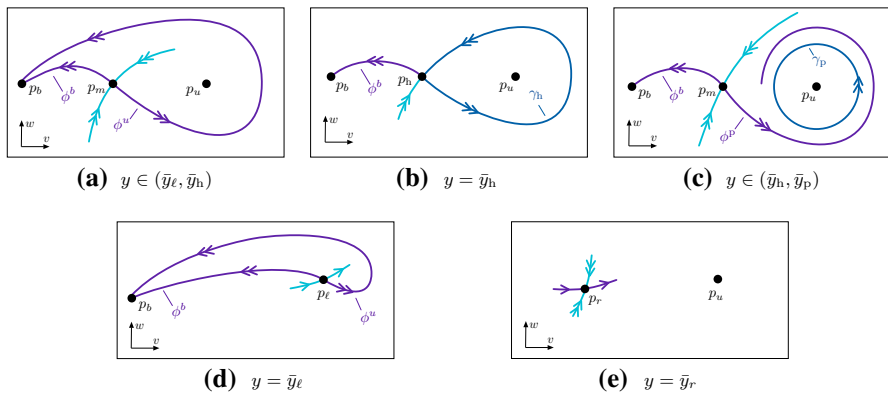 p_b p_m p_u ϕ^b ϕ^u w v
p_b p_h p_u ϕ^b γ_h w v
p_b p_m p_u ϕ^b ϕ^p γ_p w v
(a) y ∈ (ȳ_ℓ, ȳ_h)
(b) y = ȳ_h
(c) y ∈ (ȳ_h, ȳ_p)
p_b p_ℓ ϕ^b ϕ^u w v
p_r p_u w v
(d) y = ȳ_ℓ
(e) y = ȳ_r